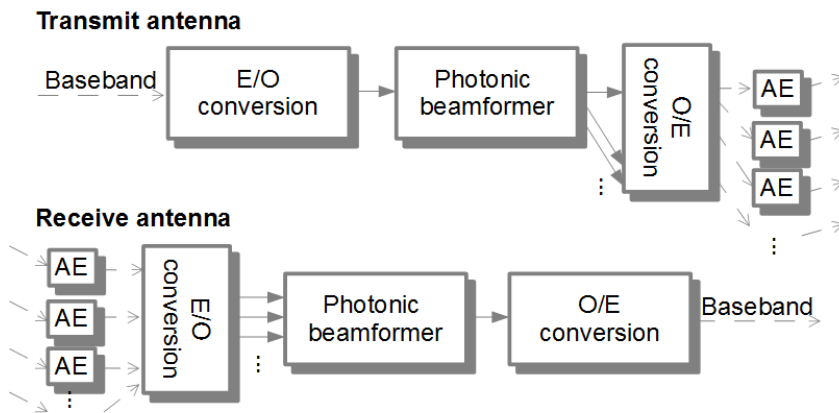 Transmit antenna
Baseband
E/O
conversion
Photonic
beamformer
O/E
conversion
AE
AE
AE
...
...
Receive antenna
AE
AE
AE
...
E/O
conversion
...
Photonic
beamformer
O/E
conversion
Baseband